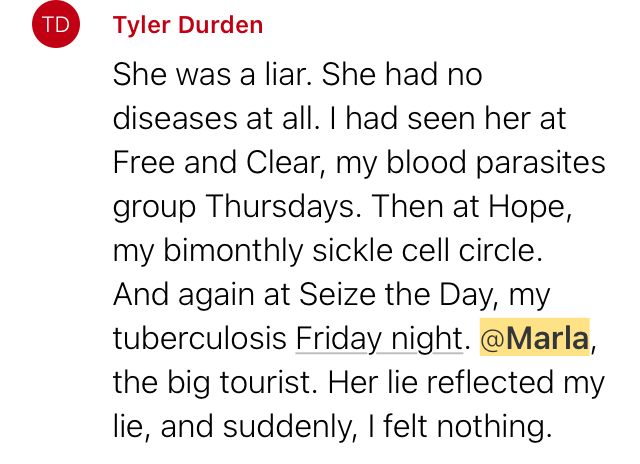 TD
Tyler Durden
She was a liar. She had no
diseases at all. I had seen her at
Free and Clear, my blood parasites
group Thursdays. Then at Hope,
my bimonthly sickle cell circle.
And again at Seize the Day, my
tuberculosis Friday night. @Marla,
the big tourist. Her lie reflected my
lie, and suddenly, I felt nothing.